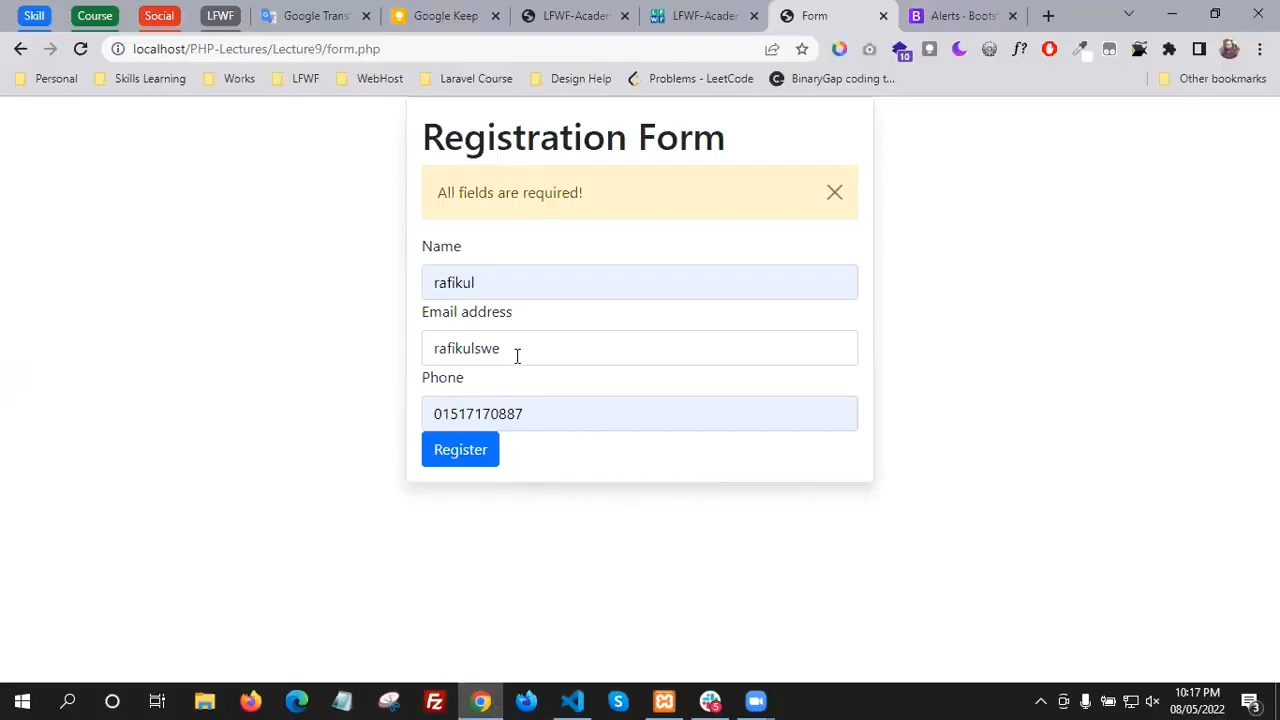 Skill Course Social LFWF Google Trans Google Keep LFWF-Acader LFWF-Acader Form Alerts · Boots
localhost/PHP-Lectures/Lecture9/form.php
10
f?
Personal Skills Learning Works LFWF WebHost Laravel Course Design Help Problems - LeetCode BinaryGap coding t... Other bookmarks
Registration Form
All fields are required!
Name
rafikul
Email address
rafikulswe
Phone
01517170887
Register
10:17 PM
08/05/2022